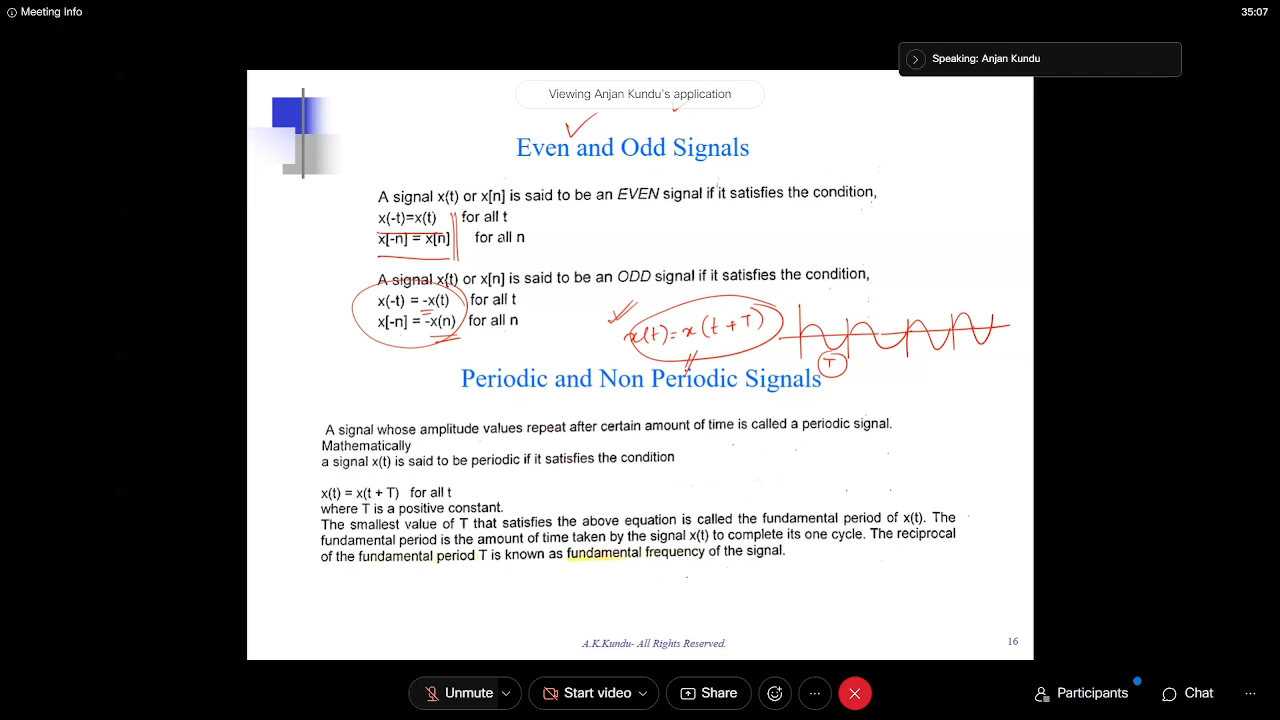 Meeting Info
35:07
Speaking: Anjan Kundu
Viewing Anjan Kundu's application
Even and Odd Signals
A signal x(t) or x[n] is said to be an EVEN signal if it satisfies the condition,
x(-t)=x(t) for all t
x[-n] = x[n] for all n
A signal x(t) or x[n] is said to be an ODD signal if it satisfies the condition,
x(-t) = -x(t) for all t
x[-n] = -x(n) for all n
x(t)=x(t+T)
T
Periodic and Non Periodic Signals
A signal whose amplitude values repeat after certain amount of time is called a periodic signal.
Mathematically
a signal x(t) is said to be periodic if it satisfies the condition
x(t) = x(t + T) for all t
where T is a positive constant.
The smallest value of T that satisfies the above equation is called the fundamental period of x(t). The
fundamental period is the amount of time taken by the signal x(t) to complete its one cycle. The reciprocal
of the fundamental period T is known as fundamental frequency of the signal.
A.K.Kundu- All Rights Reserved.
16
Unmute
Start video
Share
Participants
Chat